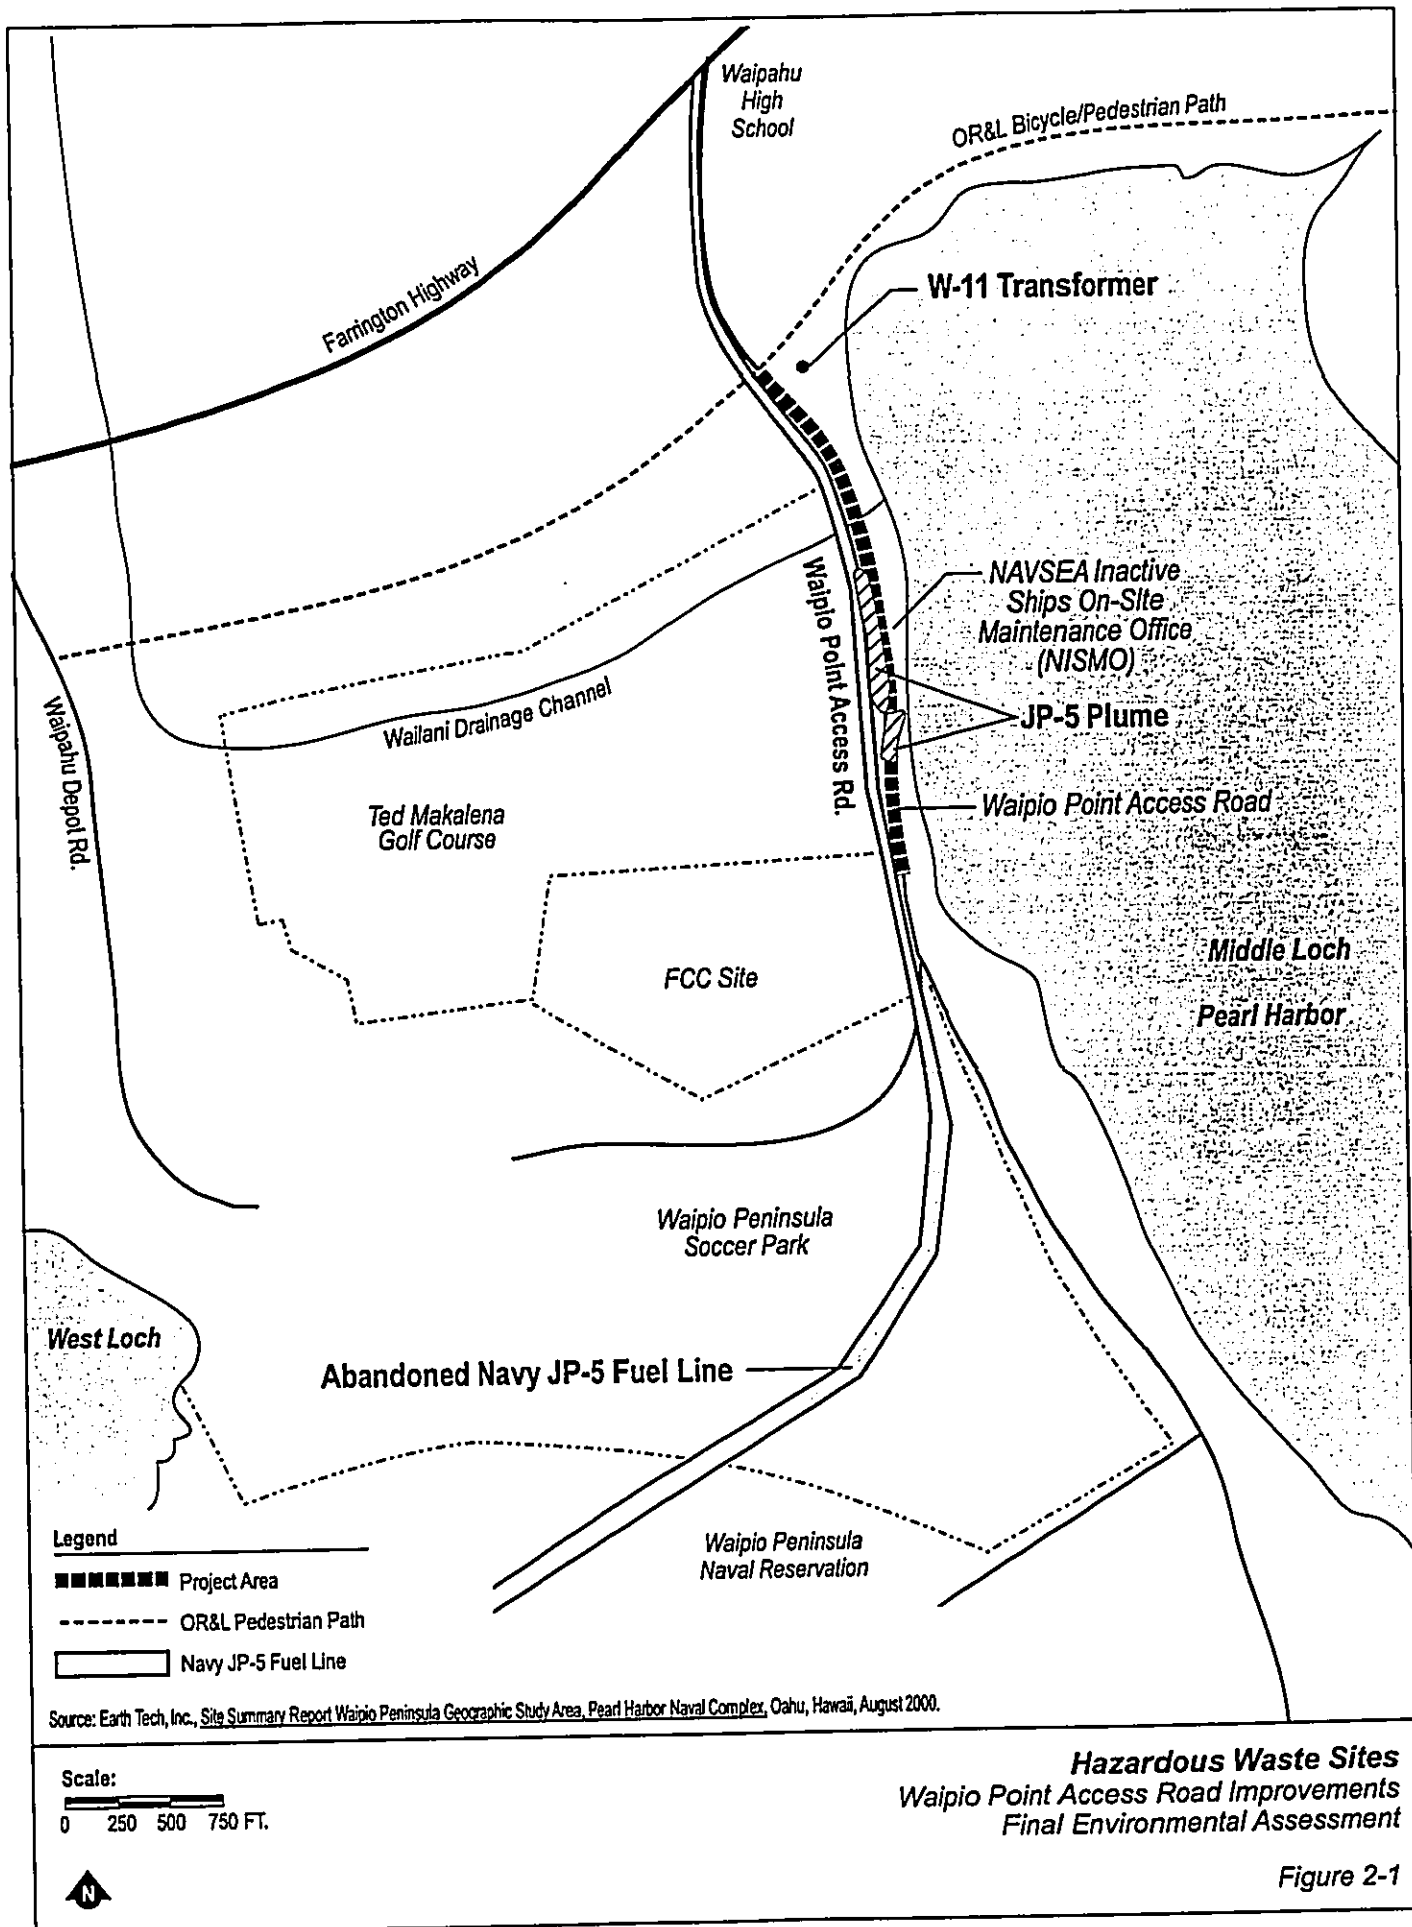 Waipahu
High
School
OR&L Bicycle/Pedestrian Path
W-11 Transformer
Farrington Highway
NAVSEA Inactive
Ships On-Site
Maintenance Office
(NISMO)
JP-5 Plume
Waipio Point Access Rd.
Waipio Point Access Road
Wailani Drainage Channel
Waipahu Depot Rd.
Ted Makalena
Golf Course
FCC Site
Middle Loch
Pearl Harbor
Waipio Peninsula
Soccer Park
West Loch
Abandoned Navy JP-5 Fuel Line
Waipio Peninsula
Naval Reservation
Legend
Project Area
OR&L Pedestrian Path
Navy JP-5 Fuel Line
Source: Earth Tech, Inc., Site Summary Report Waipio Peninsula Geographic Study Area, Pearl Harbor Naval Complex, Oahu, Hawaii, August 2000.
Scale:
0 250 500 750 FT.
N
Hazardous Waste Sites
Waipio Point Access Road Improvements
Final Environmental Assessment
Figure 2-1